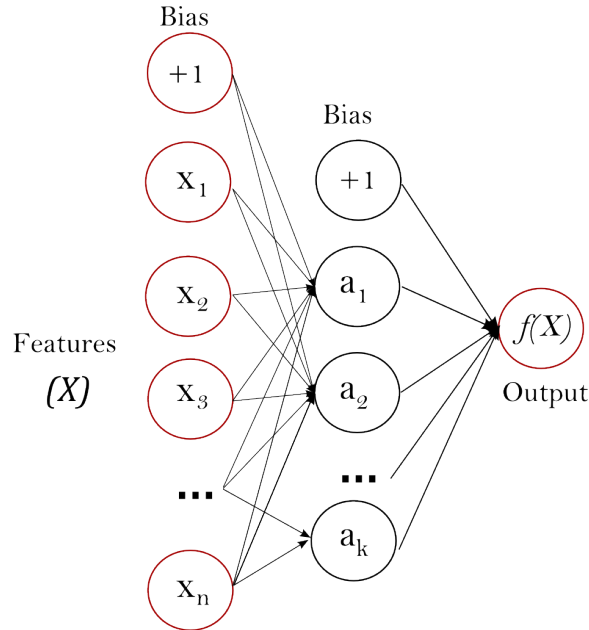 Bias
+1
x₁
x₂
x₃
...
xₙ
Features
(X)
Bias
+1
a₁
a₂
...
aₖ
f(X)
Output